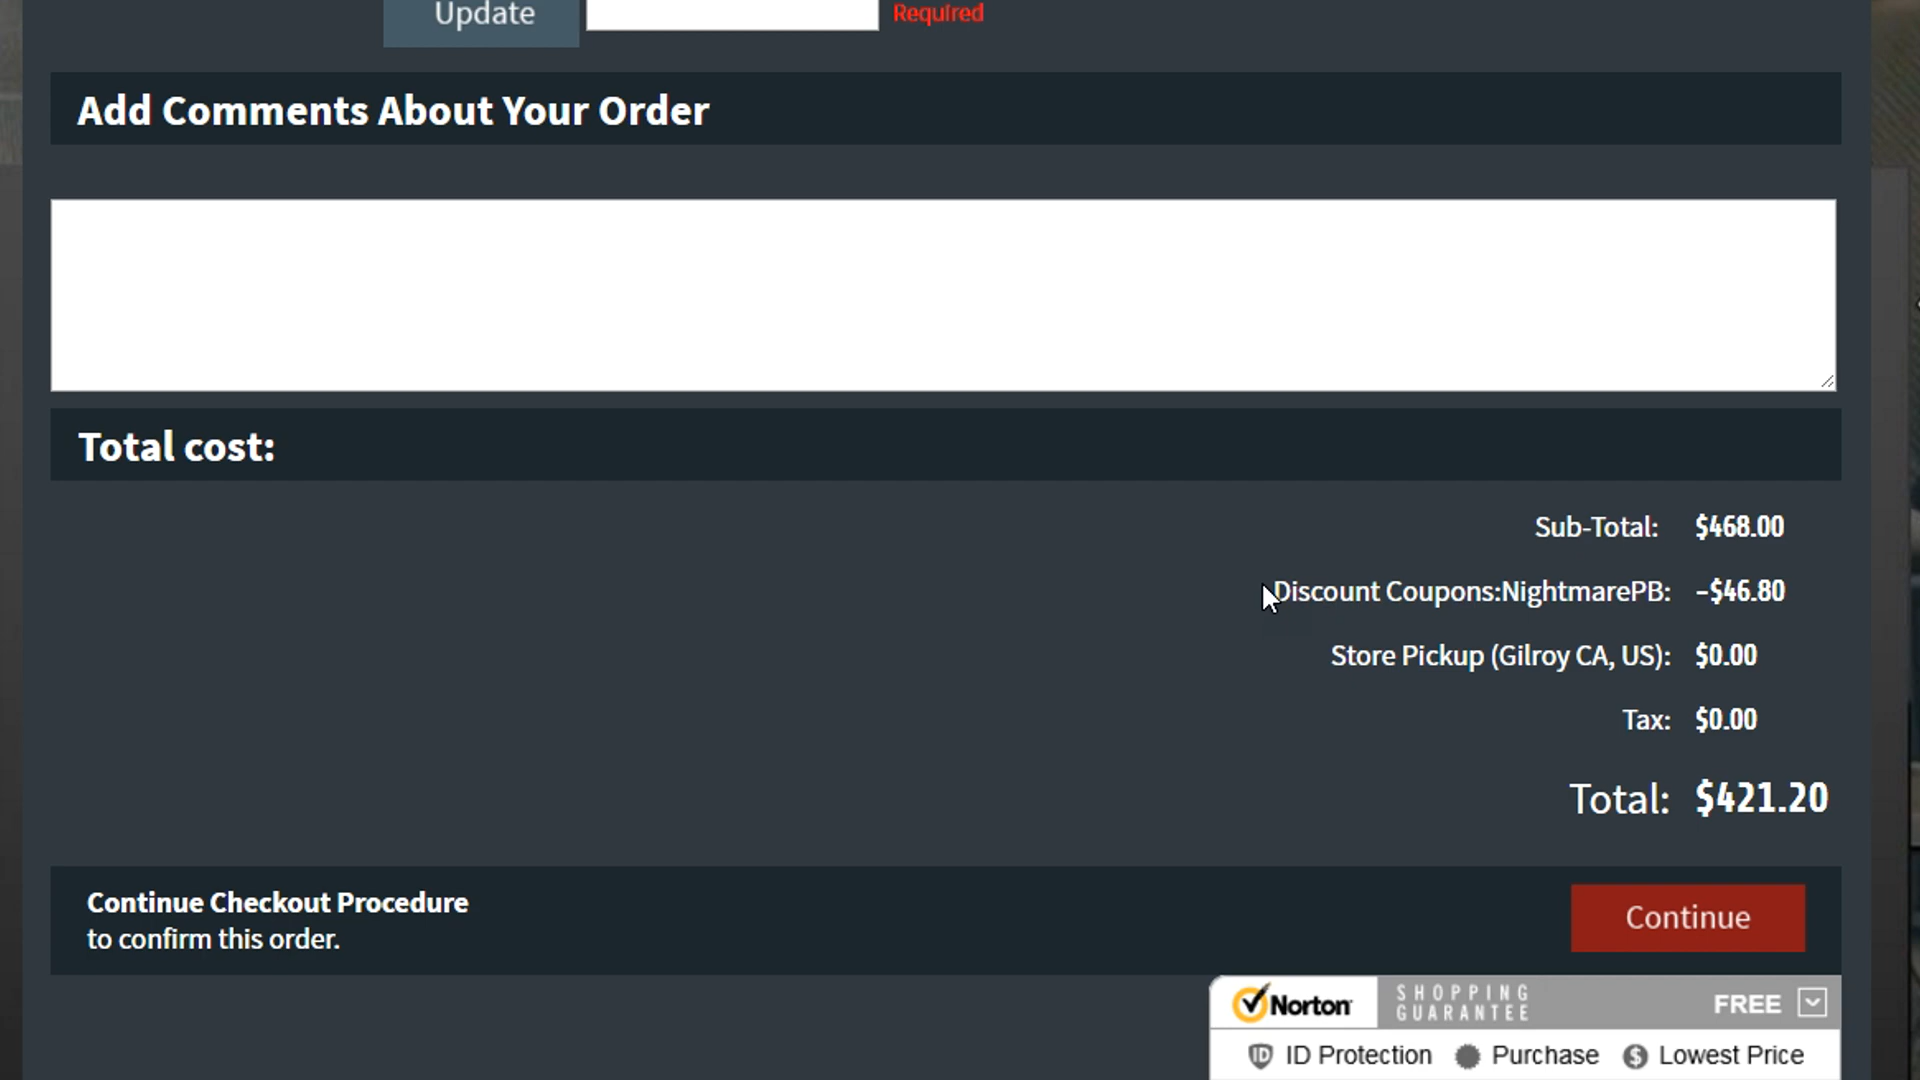 Update Required
Add Comments About Your Order
Total cost:
Sub-Total: $468.00
Discount Coupons:NightmarePB: -$46.80
Store Pickup (Gilroy CA, US): $0.00
Tax: $0.00
Total: $421.20
Continue Checkout Procedure
to confirm this order.
Continue
Norton SHOPPING GUARANTEE FREE
ID Protection Purchase Lowest Price